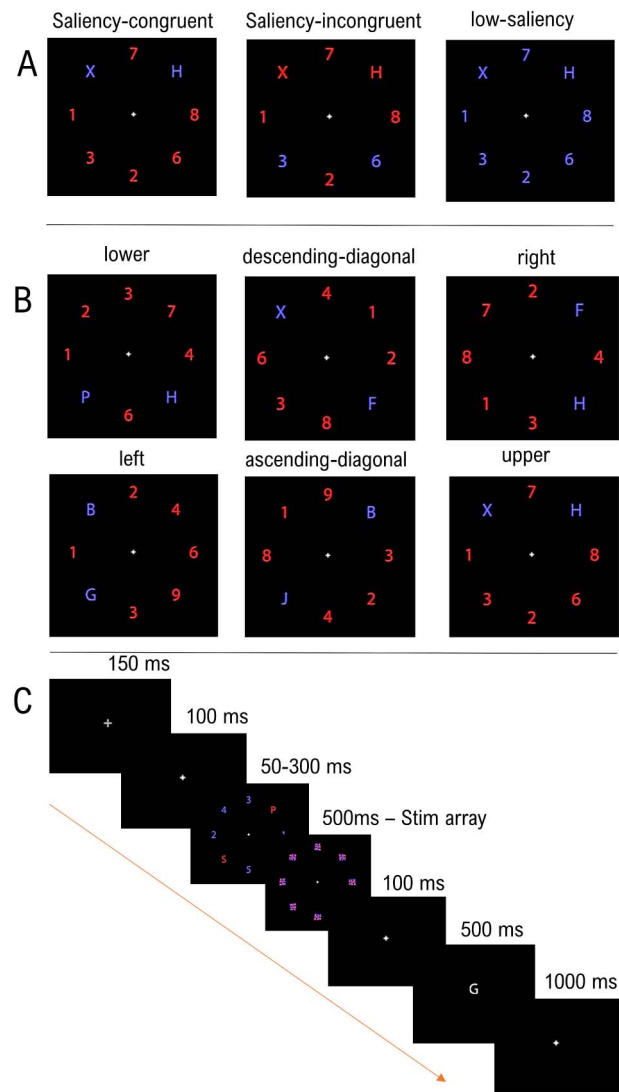 Saliency-congruent Saliency-incongruent low-saliency
A
7 7 7
X H X H X H
1 8 1 8 1 8
3 6 3 6 3 6
2 2 2
B
lower descending-diagonal right
3 4 2
2 7 X 1 7 F
1 4 6 2 8 4
P H 3 F 1 H
6 8 3
left ascending-diagonal upper
2 9 7
B 4 1 B X H
1 6 8 3 1 8
G 9 J 2 3 6
3 4 2
C
150 ms
100 ms
50-300 ms
3
4 P
2
S
5
500ms – Stim array
100 ms
500 ms
G
1000 ms